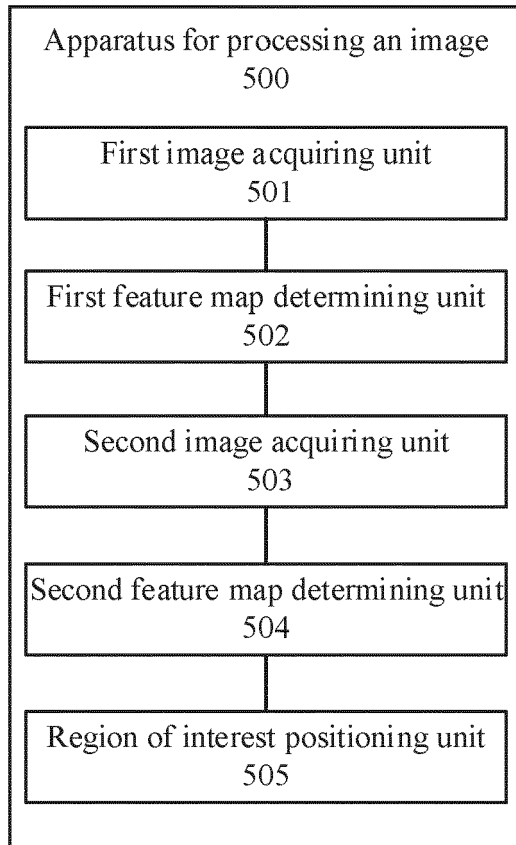 Apparatus for processing an image
500
First image acquiring unit
501
First feature map determining unit
502
Second image acquiring unit
503
Second feature map determining unit
504
Region of interest positioning unit
505